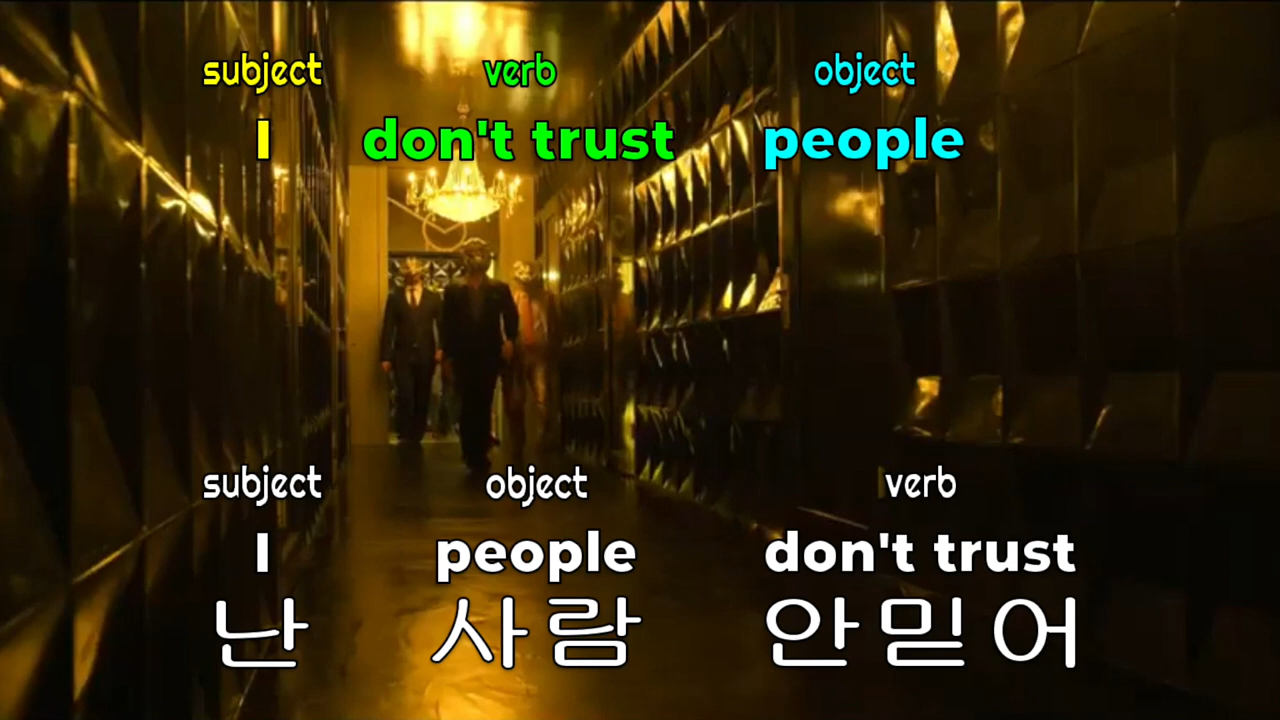 subject verb object
I don't trust people
subject object verb
I people don't trust
난 사람 안믿어